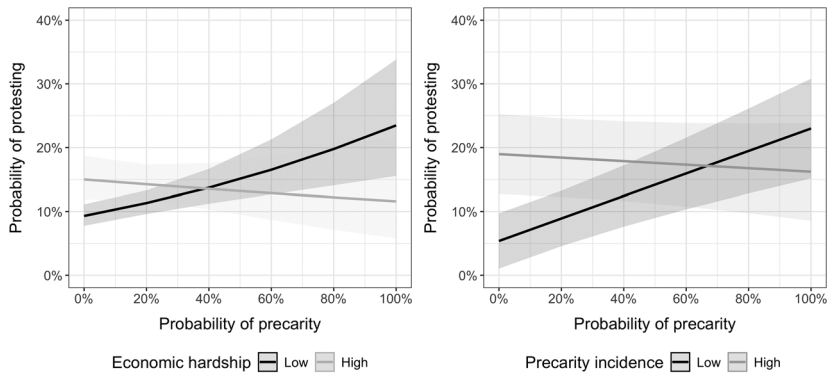 40%
30%
20%
10%
0%
Probability of protesting
0% 20% 40% 60% 80% 100%
Probability of precarity
Economic hardship Low High
40%
30%
20%
10%
0%
Probability of protesting
0% 20% 40% 60% 80% 100%
Probability of precarity
Precarity incidence Low High